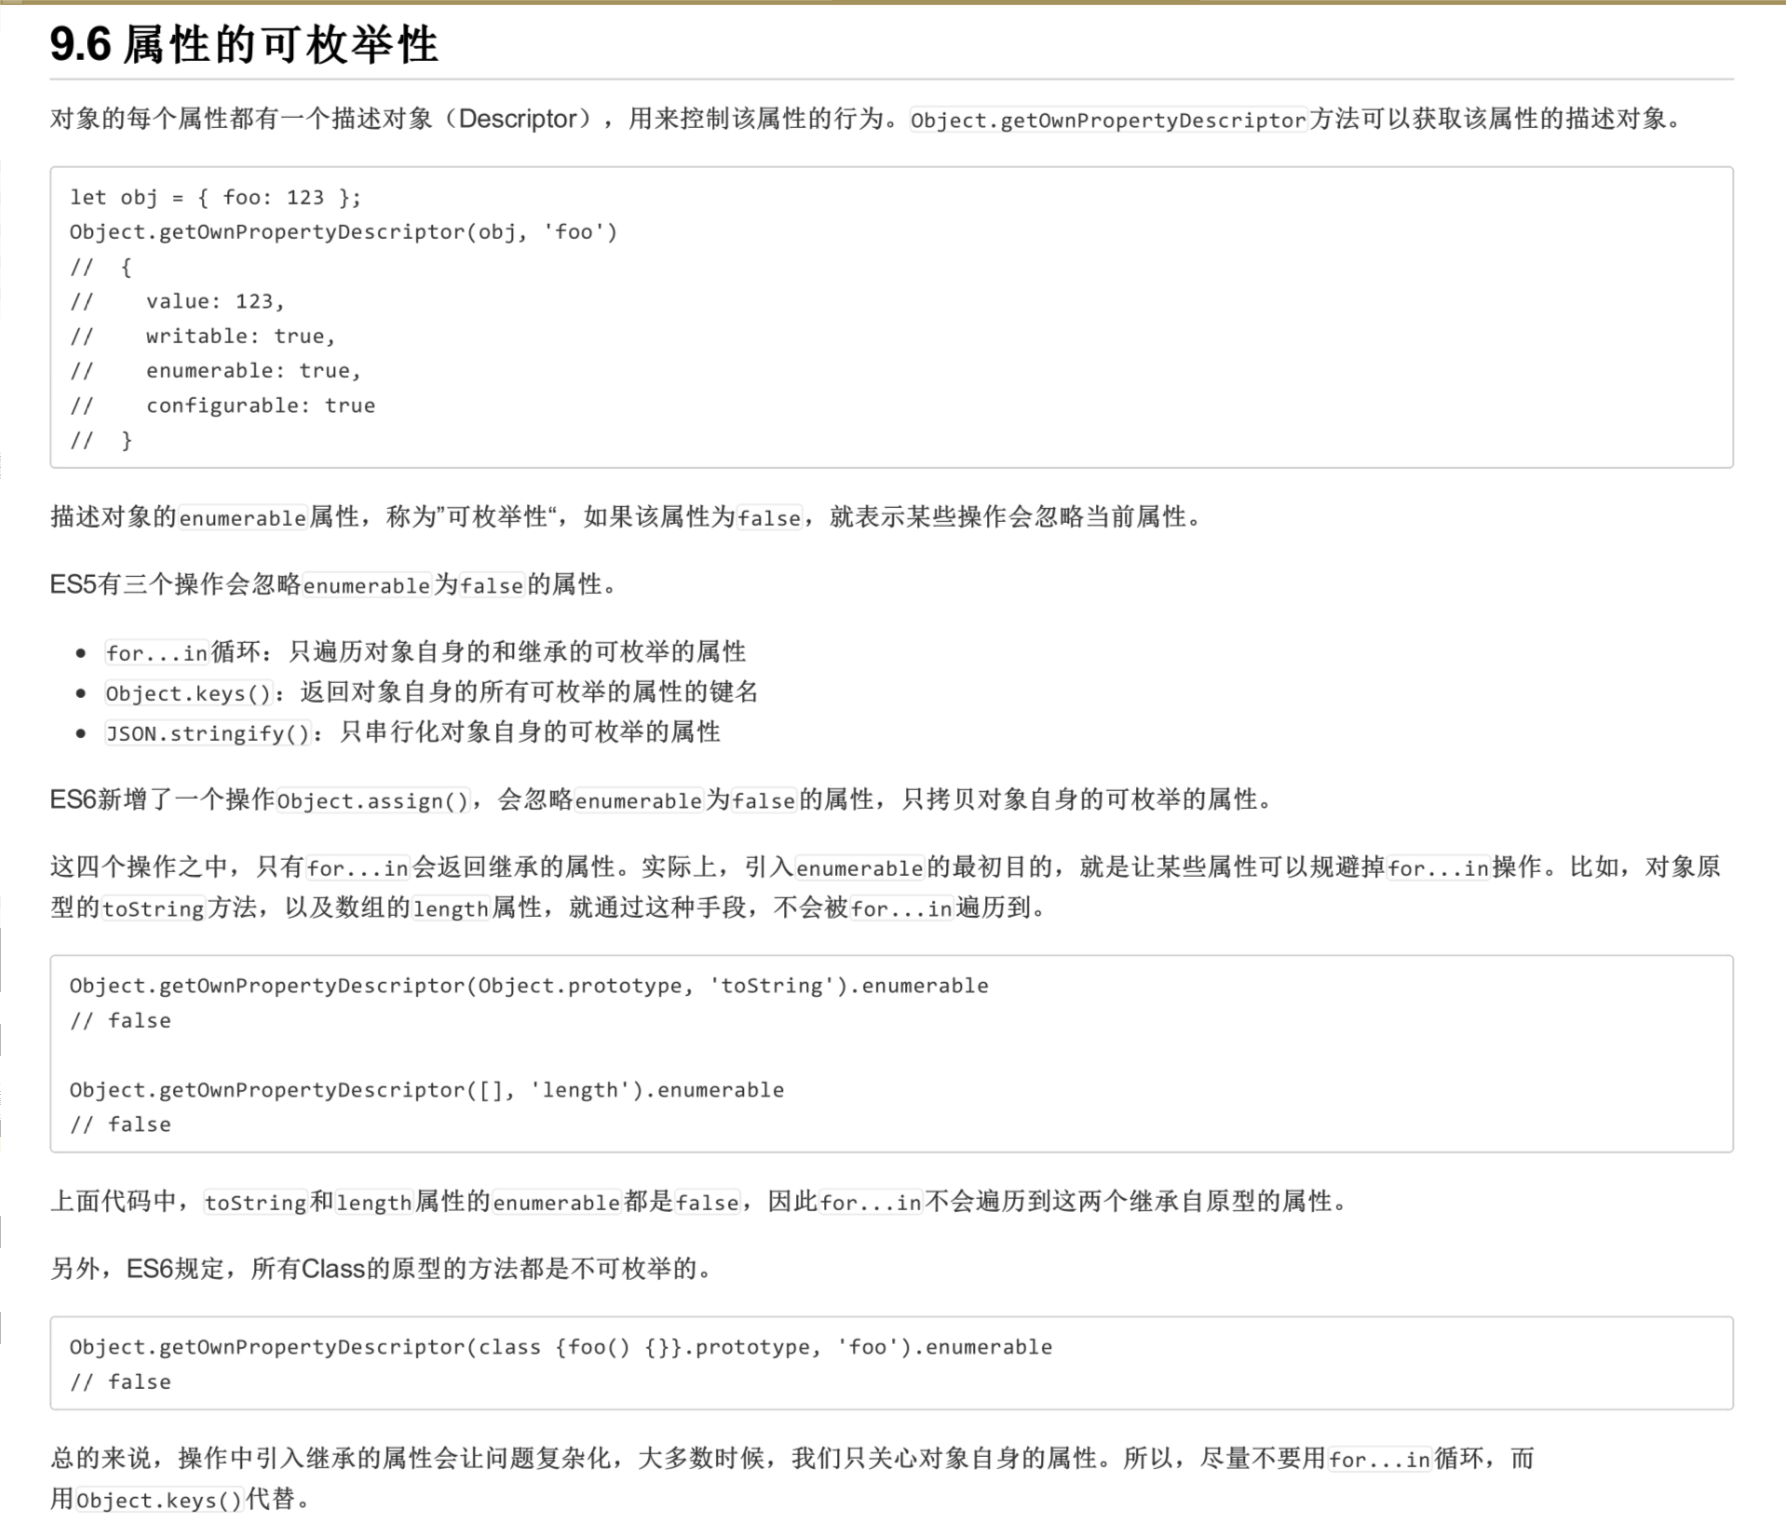 9.6 属性的可枚举性
对象的每个属性都有一个描述对象（Descriptor），用来控制该属性的行为。Object.getOwnPropertyDescriptor方法可以获取该属性的描述对象。
let obj = { foo: 123 };
Object.getOwnPropertyDescriptor(obj, 'foo')
//  {
//    value: 123,
//    writable: true,
//    enumerable: true,
//    configurable: true
//  }
描述对象的enumerable属性，称为”可枚举性“，如果该属性为false，就表示某些操作会忽略当前属性。
ES5有三个操作会忽略enumerable为false的属性。
• for...in循环：只遍历对象自身的和继承的可枚举的属性
• Object.keys()：返回对象自身的所有可枚举的属性的键名
• JSON.stringify()：只串行化对象自身的可枚举的属性
ES6新增了一个操作Object.assign()，会忽略enumerable为false的属性，只拷贝对象自身的可枚举的属性。
这四个操作之中，只有for...in会返回继承的属性。实际上，引入enumerable的最初目的，就是让某些属性可以规避掉for...in操作。比如，对象原
型的toString方法，以及数组的length属性，就通过这种手段，不会被for...in遍历到。
Object.getOwnPropertyDescriptor(Object.prototype, 'toString').enumerable
// false
Object.getOwnPropertyDescriptor([], 'length').enumerable
// false
上面代码中，toString和length属性的enumerable都是false，因此for...in不会遍历到这两个继承自原型的属性。
另外，ES6规定，所有Class的原型的方法都是不可枚举的。
Object.getOwnPropertyDescriptor(class {foo() {}}.prototype, 'foo').enumerable
// false
总的来说，操作中引入继承的属性会让问题复杂化，大多数时候，我们只关心对象自身的属性。所以，尽量不要用for...in循环，而
用Object.keys()代替。